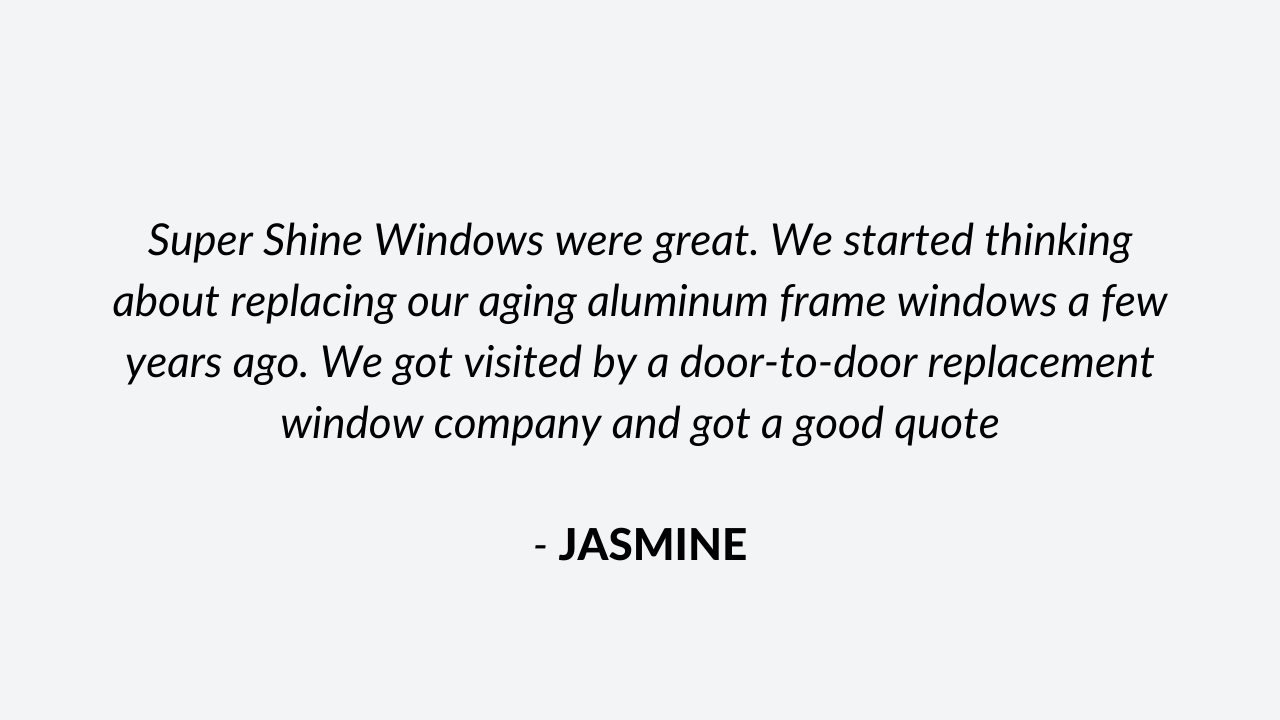 Super Shine Windows were great. We started thinking
about replacing our aging aluminum frame windows a few
years ago. We got visited by a door-to-door replacement
window company and got a good quote
- JASMINE